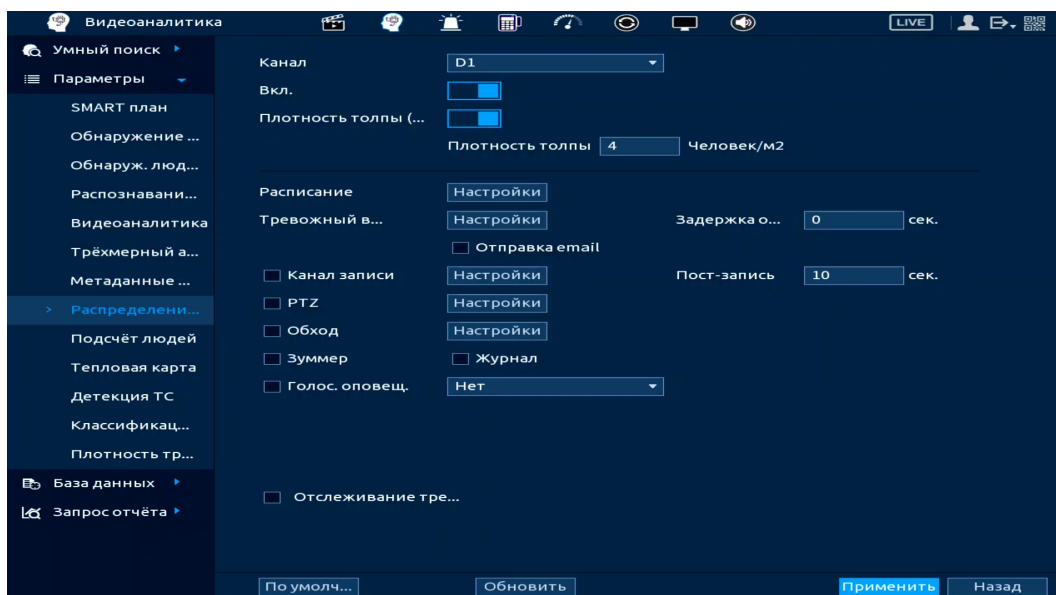 Видеоаналитика LIVE
Умный поиск
Параметры
SMART план
Обнаружение ...
Обнаруж. люд...
Распознавани...
Видеоаналитика
Трёхмерный а...
Метаданные ...
> Распределени...
Подсчёт людей
Тепловая карта
Детекция ТС
Классификац...
Плотность тр...
База данных
Запрос отчёта
Канал D1
Вкл.
Плотность толпы (...
Плотность толпы 4 Человек/м2
Расписание Настройки
Тревожный в... Настройки Задержка о... 0 сек.
Отправка email
Канал записи Настройки Пост-запись 10 сек.
PTZ Настройки
Обход Настройки
Зуммер Журнал
Голос. оповещ. Нет
Отслеживание тре...
По умолч... Обновить Применить Назад